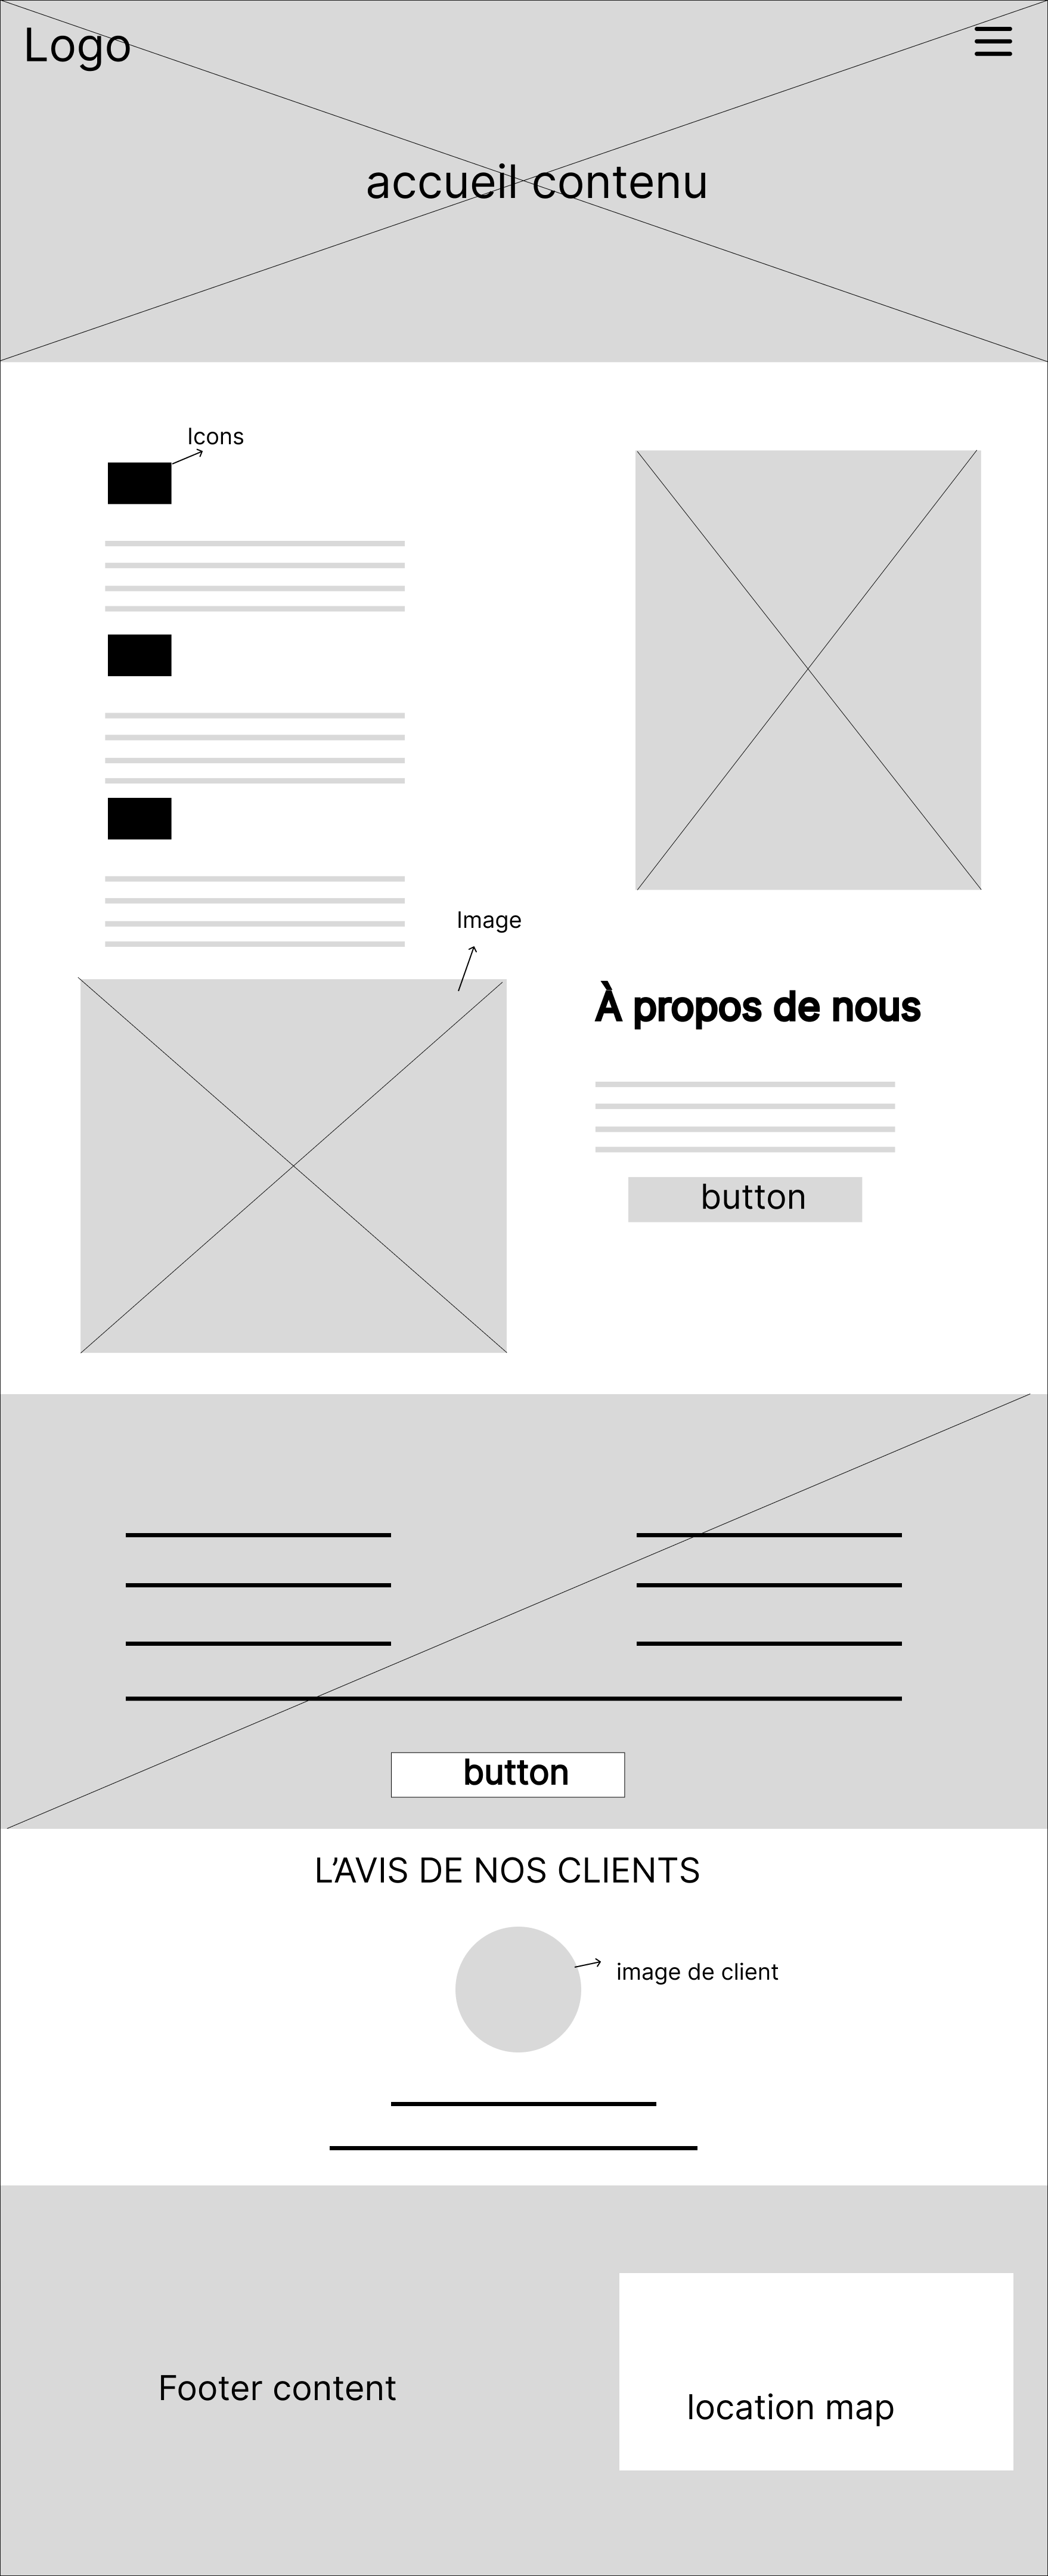 Logo
accueil contenu
Icons
Image
À propos de nous
button
button
L’AVIS DE NOS CLIENTS
image de client
Footer content
location map